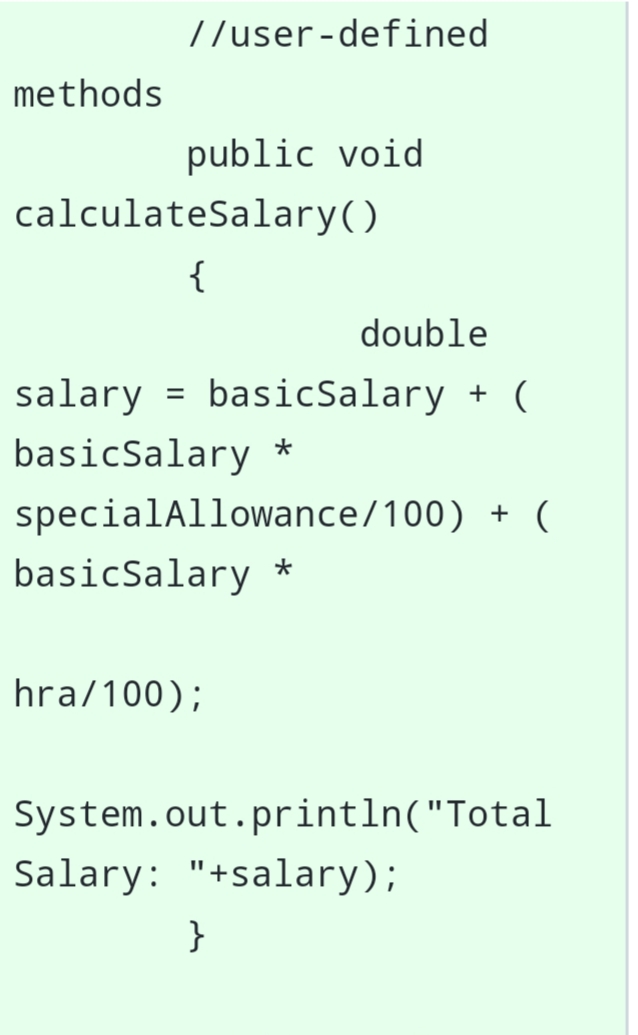 //user-defined
methods
public void
calculateSalary()
{
double
salary = basicSalary + (
basicSalary *
specialAllowance/100) + (
basicSalary *
hra/100);
System.out.println("Total
Salary: "+salary);
}